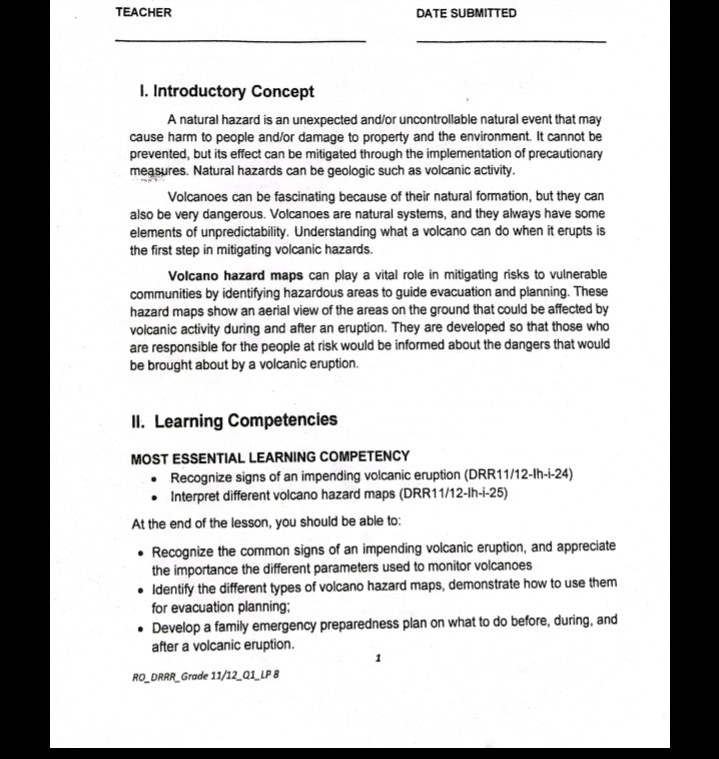 TEACHER DATE SUBMITTED
I. Introductory Concept
A natural hazard is an unexpected and/or uncontrollable natural event that may
cause harm to people and/or damage to property and the environment. It cannot be
prevented, but its effect can be mitigated through the implementation of precautionary
measures. Natural hazards can be geologic such as volcanic activity.
Volcanoes can be fascinating because of their natural formation, but they can
also be very dangerous. Volcanoes are natural systems, and they always have some
elements of unpredictability. Understanding what a volcano can do when it erupts is
the first step in mitigating volcanic hazards.
Volcano hazard maps can play a vital role in mitigating risks to vulnerable
communities by identifying hazardous areas to guide evacuation and planning. These
hazard maps show an aerial view of the areas on the ground that could be affected by
volcanic activity during and after an eruption. They are developed so that those who
are responsible for the people at risk would be informed about the dangers that would
be brought about by a volcanic eruption.
II. Learning Competencies
MOST ESSENTIAL LEARNING COMPETENCY
• Recognize signs of an impending volcanic eruption (DRR11/12-Ih-i-24)
• Interpret different volcano hazard maps (DRR11/12-Ih-i-25)
At the end of the lesson, you should be able to:
• Recognize the common signs of an impending volcanic eruption, and appreciate
the importance the different parameters used to monitor volcanoes
• Identify the different types of volcano hazard maps, demonstrate how to use them
for evacuation planning;
• Develop a family emergency preparedness plan on what to do before, during, and
after a volcanic eruption.
1
RO_DRRR_Grade 11/12_Q1_LP 8